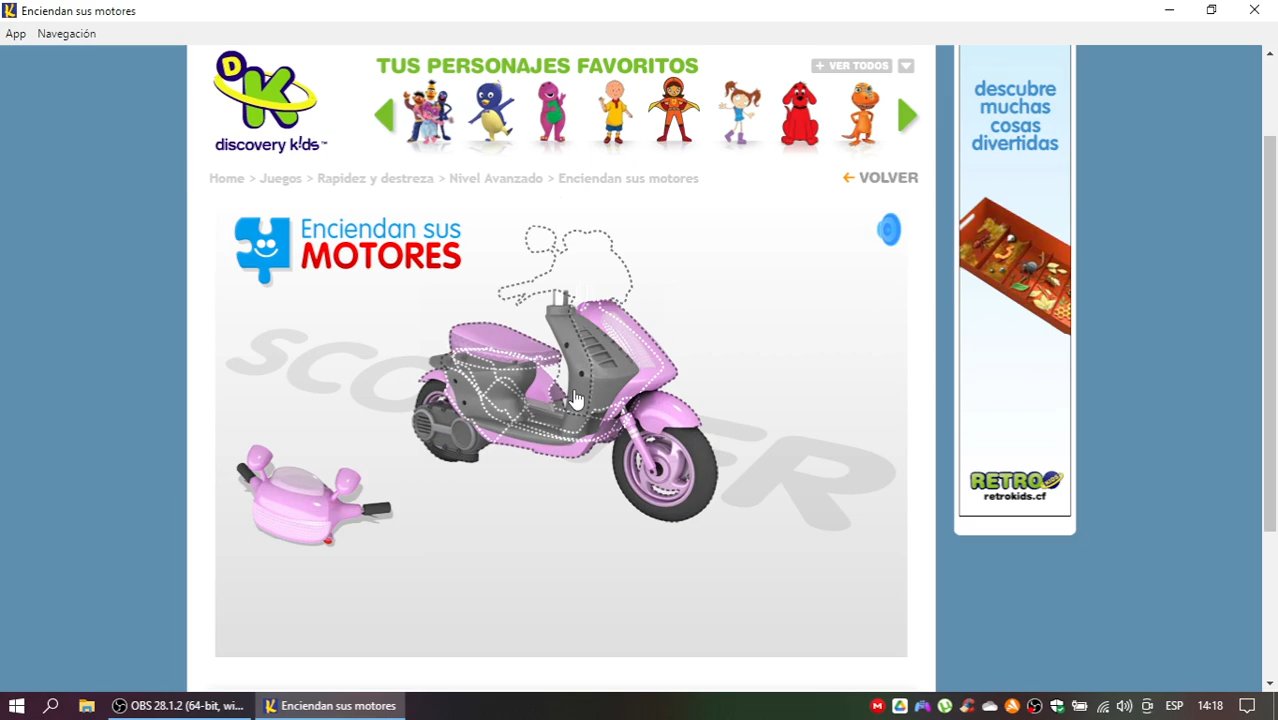 Enciendan sus motores
App Navegación
discovery kids™
TUS PERSONAJES FAVORITOS
+ VER TODOS
Home > Juegos > Rapidez y destreza > Nivel Avanzado > Enciendan sus motores
← VOLVER
Enciendan sus
MOTORES
SCOOTER
descubre
muchas
cosas
divertidas
RETRO
retrokids.cf
OBS 28.1.2 (64-bit, wi...
Enciendan sus motores
ESP
14:18